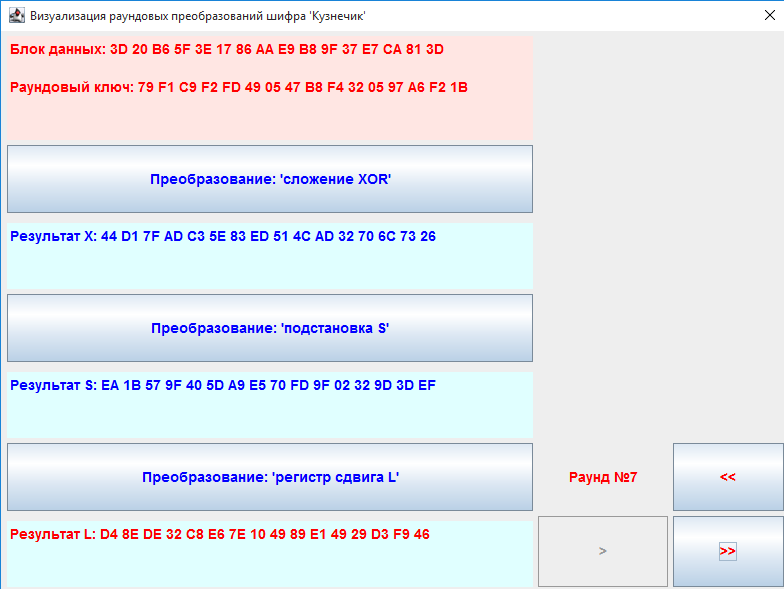 Визуализация раундовых преобразований шифра 'Кузнечик'
Блок данных: 3D 20 B6 5F 3E 17 86 AA E9 B8 9F 37 E7 CA 81 3D
Раундовый ключ: 79 F1 C9 F2 FD 49 05 47 B8 F4 32 05 97 A6 F2 1B
Преобразование: 'сложение XOR'
Результат X: 44 D1 7F AD C3 5E 83 ED 51 4C AD 32 70 6C 73 26
Преобразование: 'подстановка S'
Результат S: EA 1B 57 9F 40 5D A9 E5 70 FD 9F 02 32 9D 3D EF
Преобразование: 'регистр сдвига L'
Раунд №7
<<
Результат L: D4 8E DE 32 C8 E6 7E 10 49 89 E1 49 29 D3 F9 46
>
>>